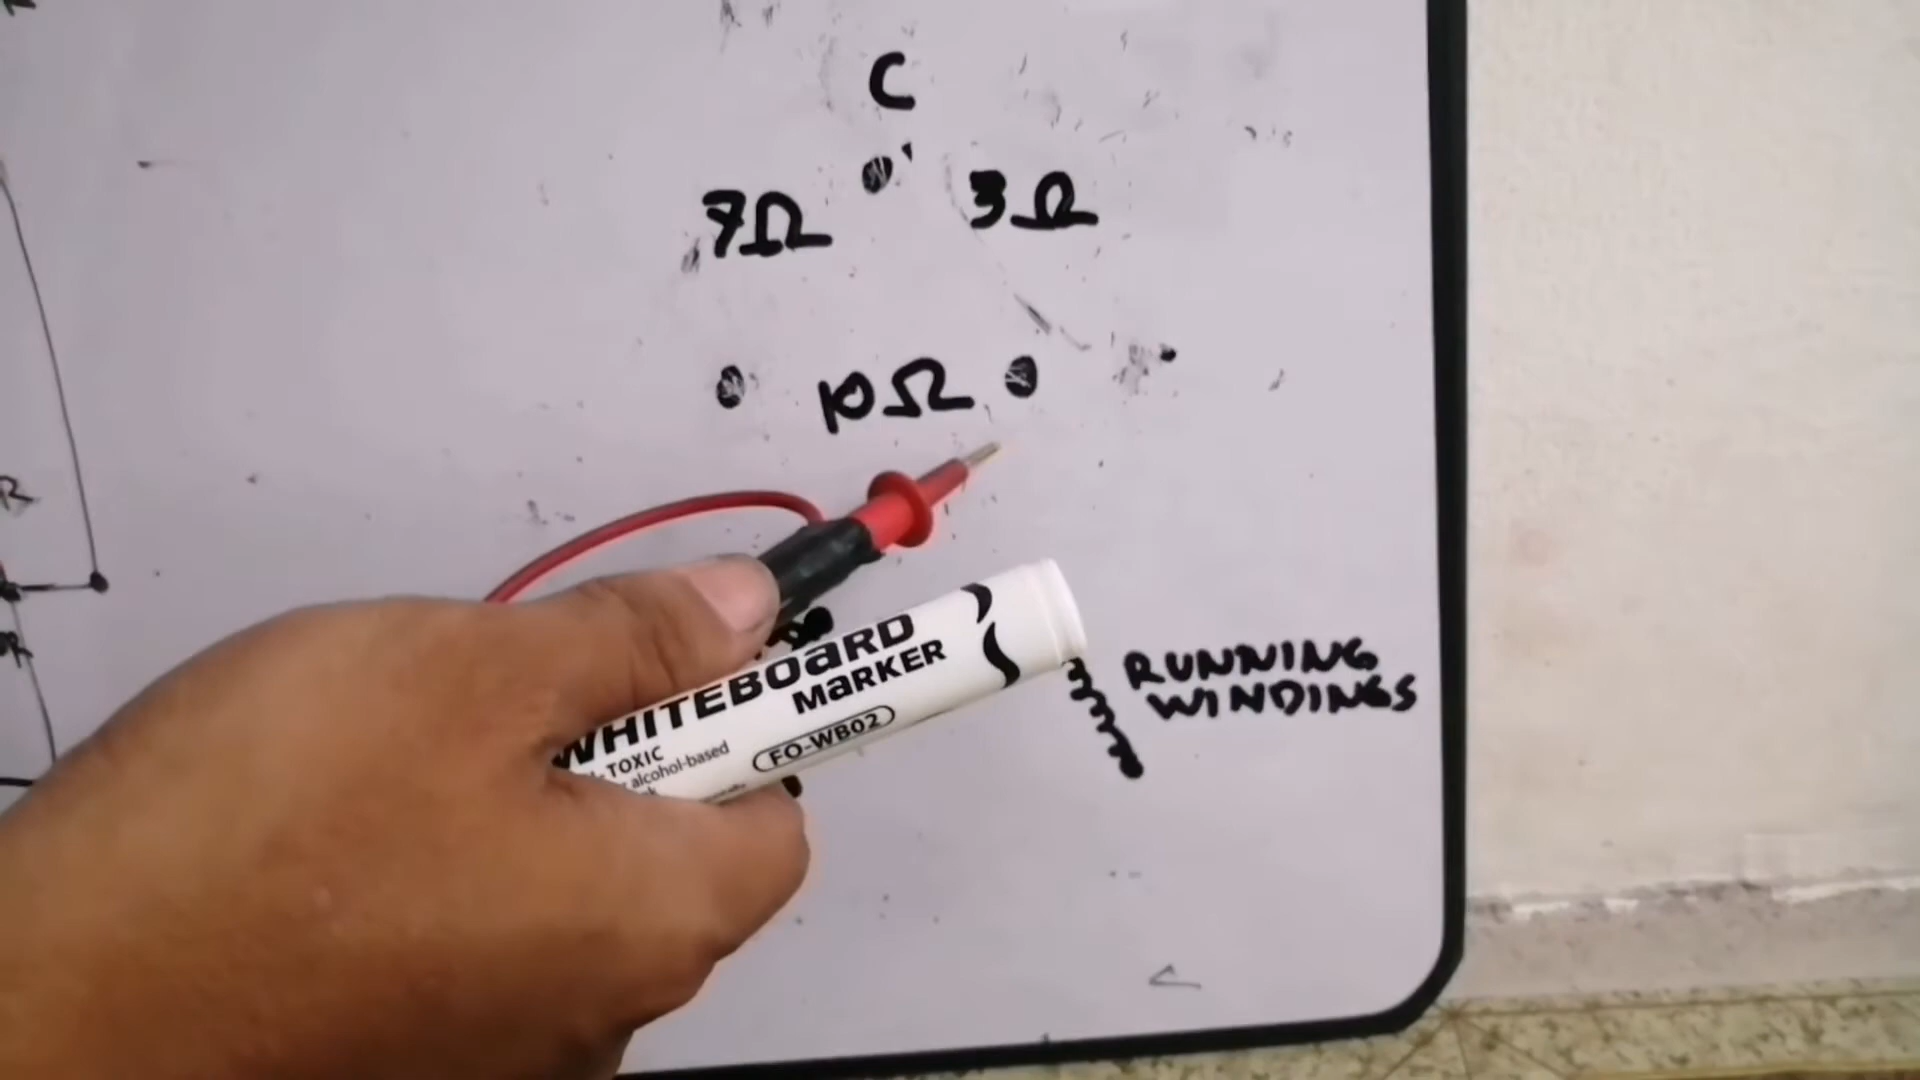 C
7Ω
3Ω
10Ω
R
R
WHITEBOARD
MARKER
TOXIC
alcohol-based
FO-WB02
RUNNING
WINDINGS